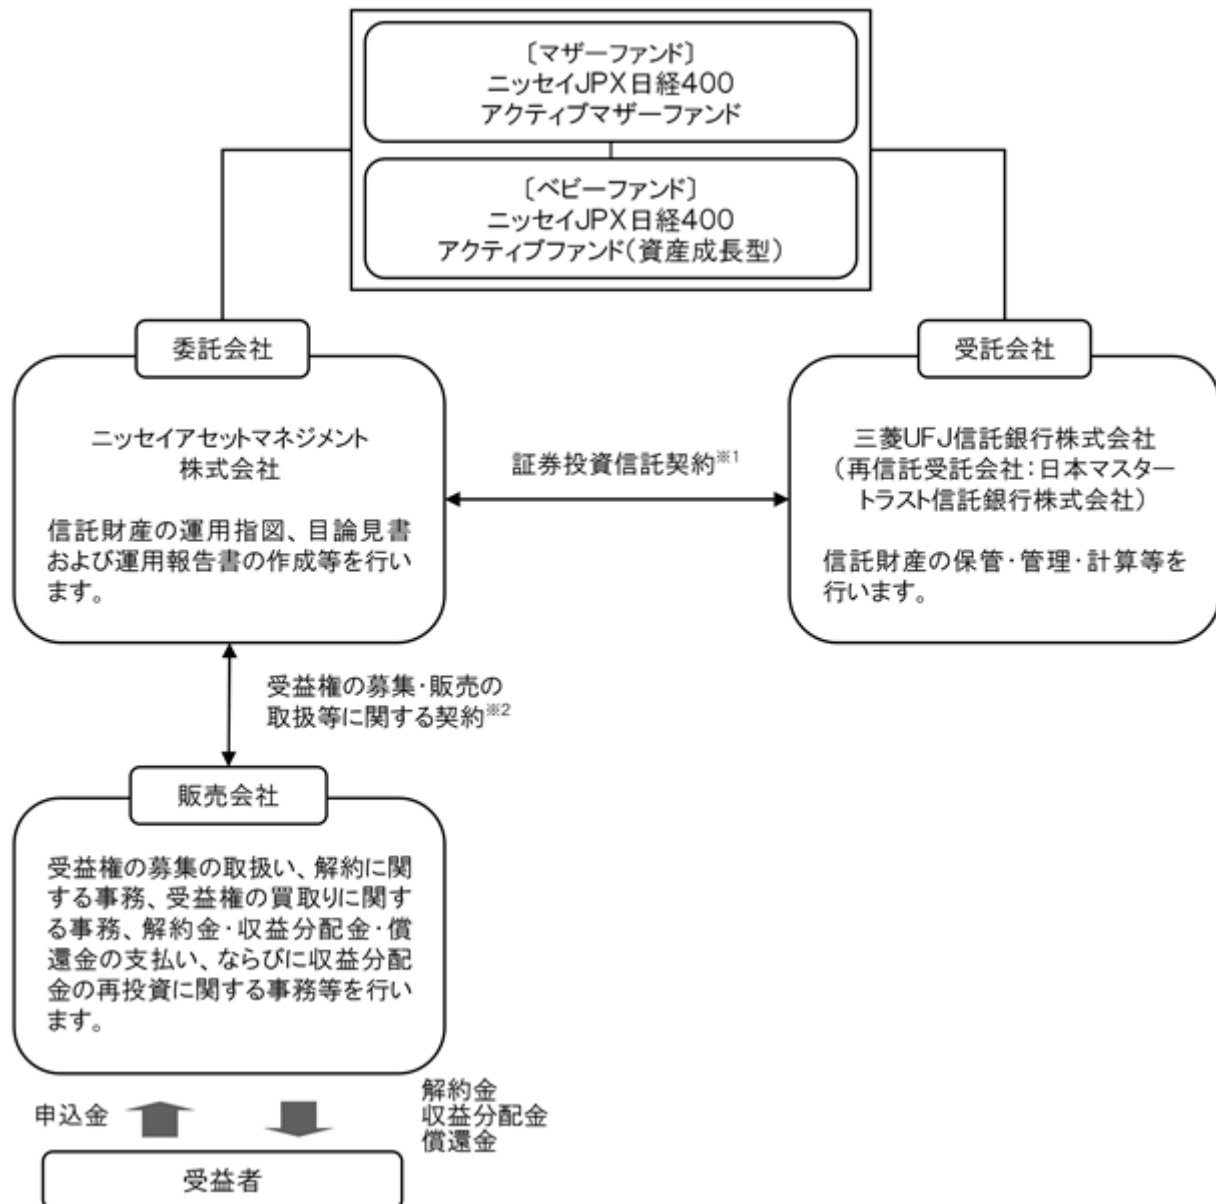 〔マザーファンド〕
ニッセイJPX日経400
アクティブマザーファンド
〔ベビーファンド〕
ニッセイJPX日経400
アクティブファンド（資産成長型）
委託会社
ニッセイアセットマネジメント
株式会社
信託財産の運用指図、目論見書
および運用報告書の作成等を行い
ます。
証券投資信託契約※1
受託会社
三菱UFJ信託銀行株式会社
（再信託受託会社：日本マスター
トラスト信託銀行株式会社）
信託財産の保管・管理・計算等を
行います。
受益権の募集・販売の
取扱等に関する契約※2
販売会社
受益権の募集の取扱い、解約に関
する事務、受益権の買取りに関す
る事務、解約金・収益分配金・償
還金の支払い、ならびに収益分配
金の再投資に関する事務等を行い
ます。
申込金
解約金
収益分配金
償還金
受益者